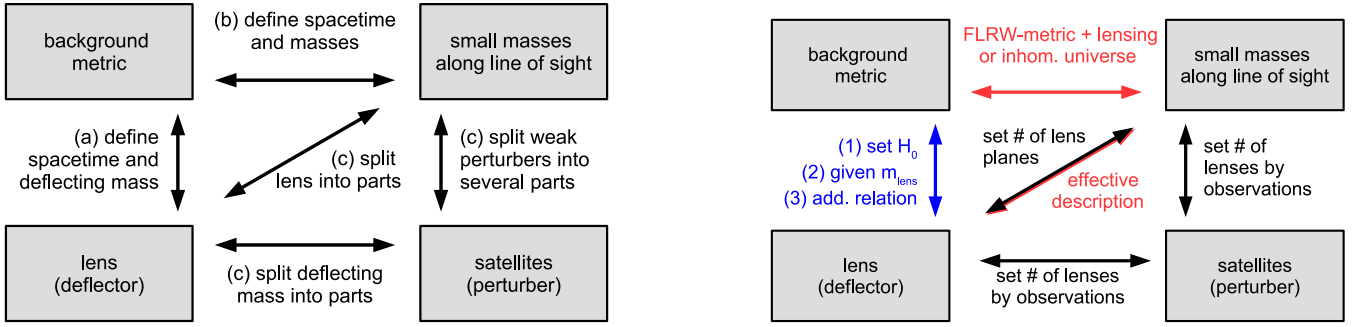 background
metric
(b) define spacetime
and masses
small masses
along line of sight
(a) define
spacetime and
deflecting mass
(c) split
lens into parts
(c) split weak
perturbers into
several parts
lens
(deflector)
(c) split deflecting
mass into parts
satellites
(perturber)
background
metric
FLRW-metric + lensing
or inhom. universe
small masses
along line of sight
(1) set H₀
(2) given mₗₑₙₛ
(3) add. relation
set # of lens
planes
effective
description
set # of
lenses by
observations
lens
(deflector)
set # of lenses
by observations
satellites
(perturber)